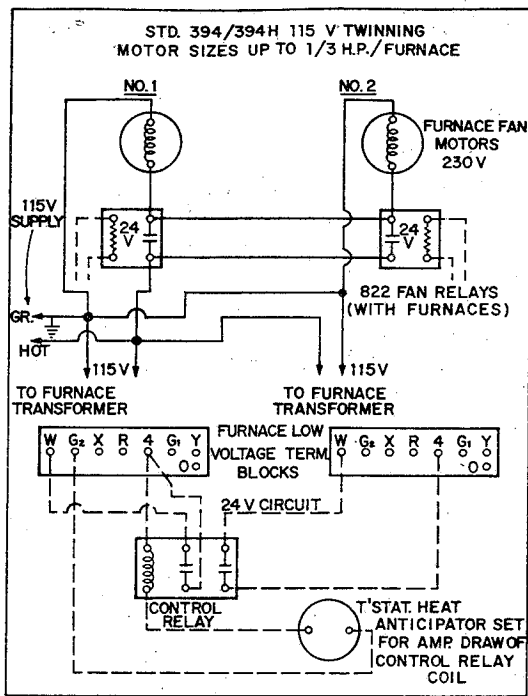 STD. 394/394H 115 V TWINNING
MOTOR SIZES UP TO 1/3 H.P./FURNACE
NO. 1
NO. 2
FURNACE FAN
MOTORS
230 V
115V
SUPPLY
24
V
24
V
822 FAN RELAYS
(WITH FURNACES)
GR.
HOT
115V
115V
TO FURNACE
TRANSFORMER
TO FURNACE
TRANSFORMER
W G2 X R 4 G1 Y
O
FURNACE LOW
VOLTAGE TERM.
BLOCKS
W G2 X R 4 G1 Y
O
24 V CIRCUIT
CONTROL
RELAY
T'STAT. HEAT
ANTICIPATOR SET
FOR AMP. DRAW OF
CONTROL RELAY
COIL